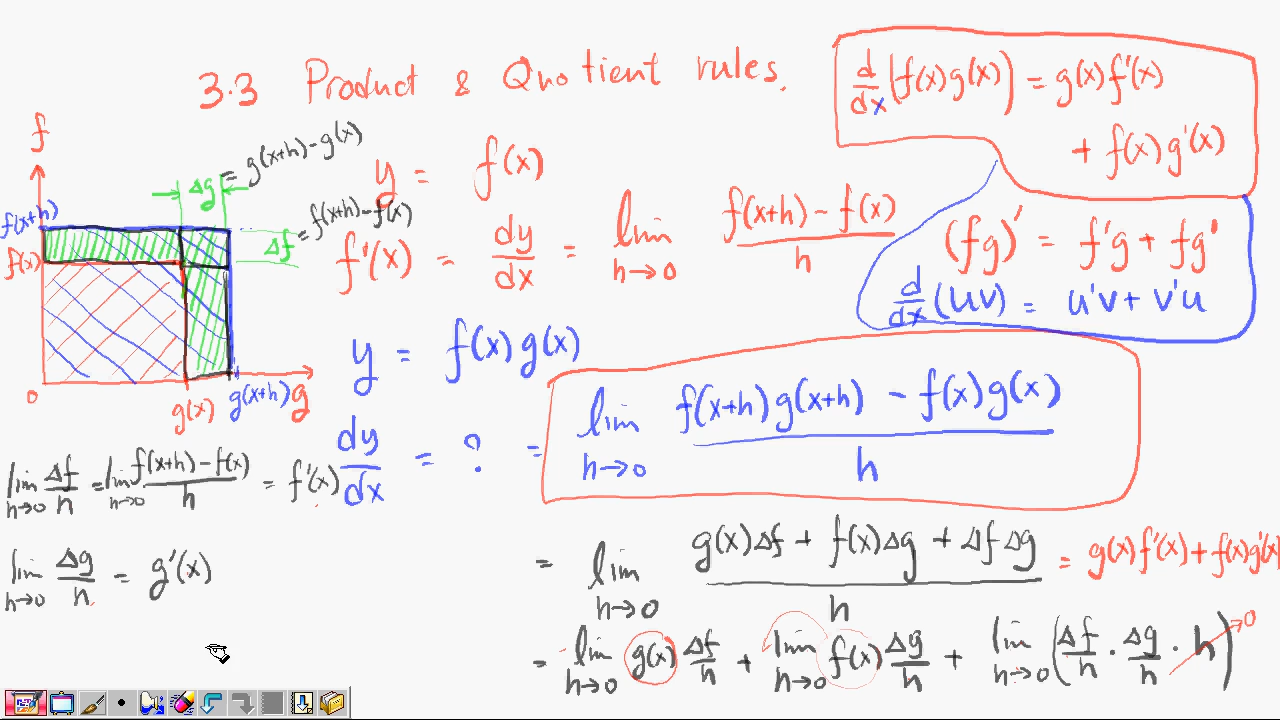 3.3 Product & Quotient rules.
d/dx (f(x)g(x)) = g(x)f'(x)
+ f(x)g'(x)
(fg)' = f'g + fg'
d/dx (uv) = u'v + v'u
f
Δg = g(x+h) - g(x)
f(x+h)
Δf = f(x+h) - f(x)
f(x)
0
g(x)
g(x+h)
g
y = f(x)
f'(x) = dy/dx = lim h→0 (f(x+h) - f(x))/h
y = f(x)g(x)
dy/dx = ? = lim h→0 (f(x+h)g(x+h) - f(x)g(x))/h
lim h→0 Δf/h = lim h→0 (f(x+h) - f(x))/h = f'(x)
lim h→0 Δg/h = g'(x)
= lim h→0 (g(x)Δf + f(x)Δg + ΔfΔg)/h = g(x)f'(x) + f(x)g'(x)
= lim h→0 g(x) Δf/h + lim h→0 f(x) Δg/h + lim h→0 (Δf/h · Δg/h · h) →0